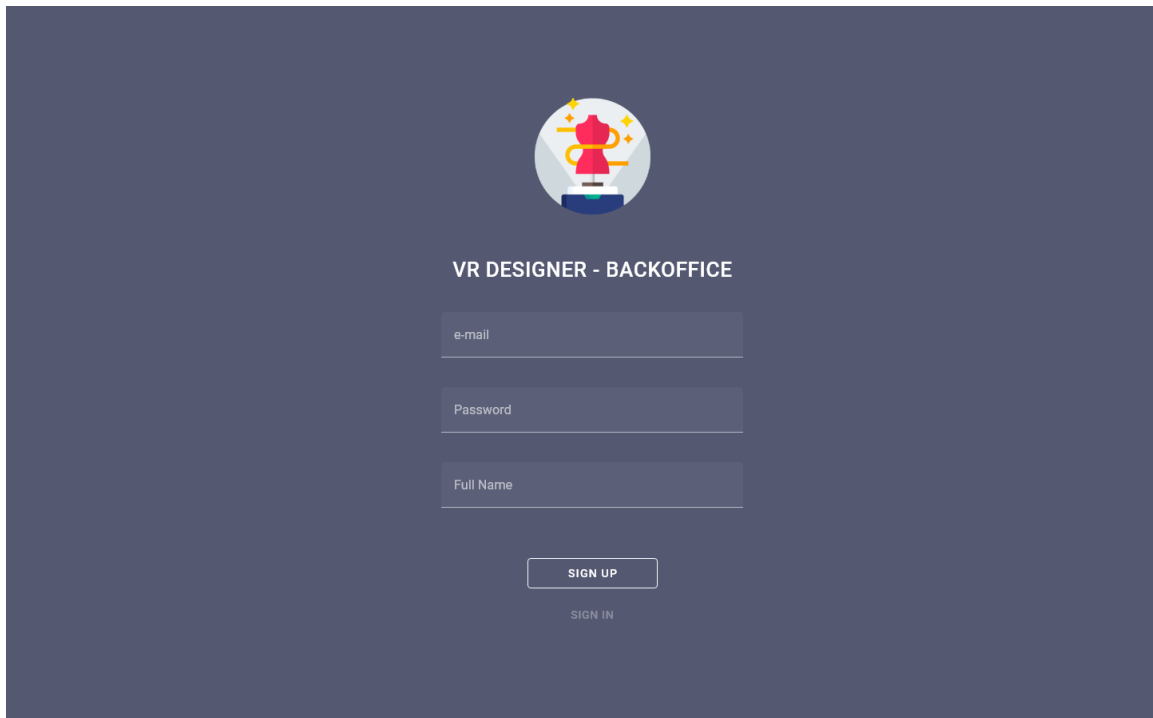 VR DESIGNER - BACKOFFICE
e-mail
Password
Full Name
SIGN UP
SIGN IN